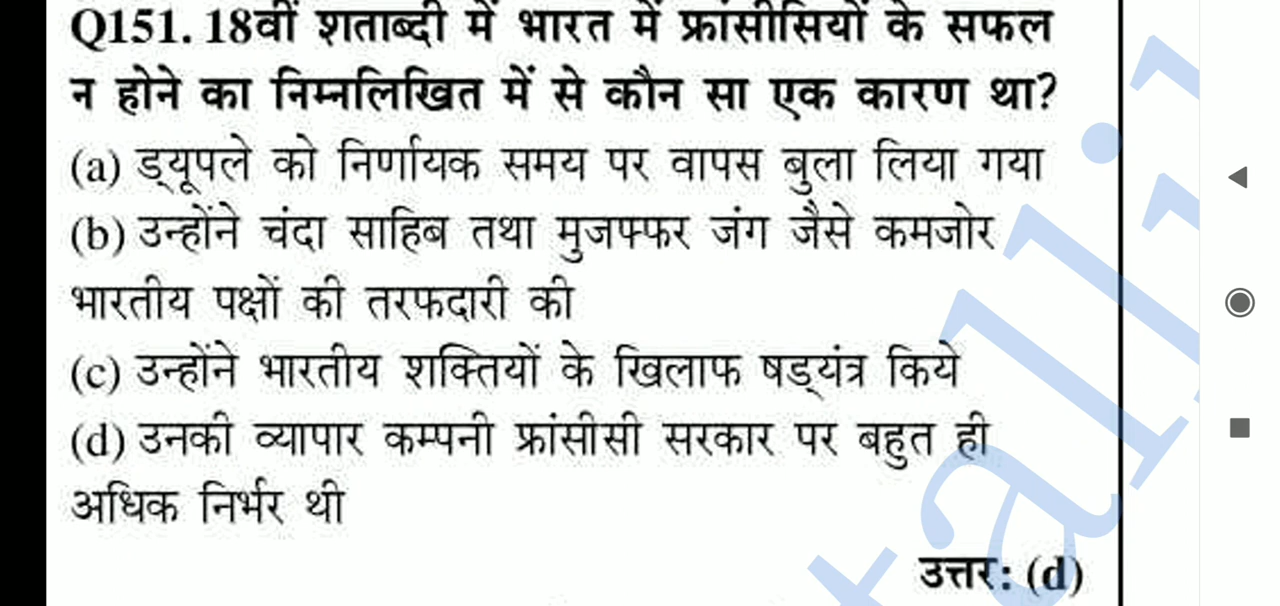 Q151. 18वीं शताब्दी में भारत में फ्रांसीसियों के सफल
न होने का निम्नलिखित में से कौन सा एक कारण था?
(a) ड्यूपले को निर्णायक समय पर वापस बुला लिया गया
(b) उन्होंने चंदा साहिब तथा मुजफ्फर जंग जैसे कमजोर
भारतीय पक्षों की तरफदारी की
(c) उन्होंने भारतीय शक्तियों के खिलाफ षड्यंत्र किये
(d) उनकी व्यापार कम्पनी फ्रांसीसी सरकार पर बहुत ही
अधिक निर्भर थी
उत्तर: (d)